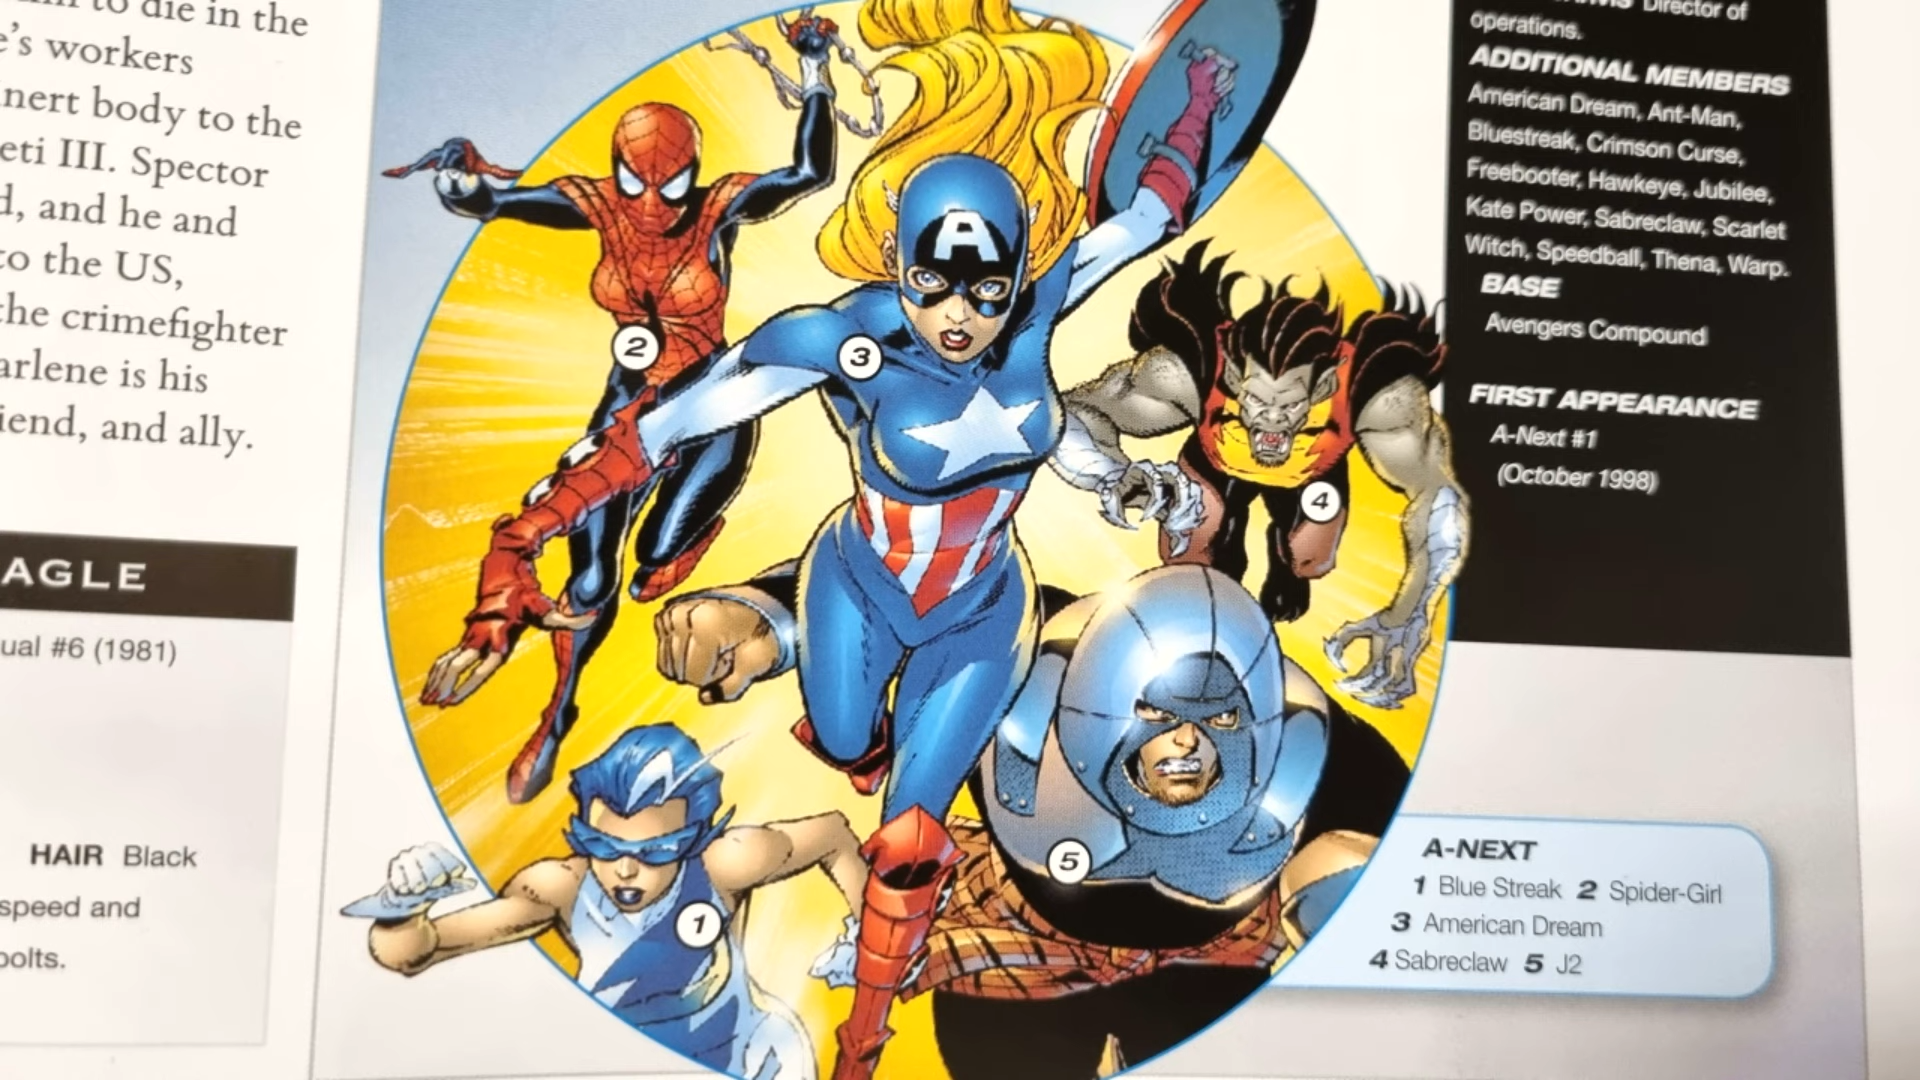 to die in the
e's workers
nert body to the
eti III. Spector
d, and he and
to the US,
the crimefighter
arlene is his
iend, and ally.
AGLE
ual #6 (1981)
HAIR Black
speed and
bolts.
A
2
3
4
5
1
Director of
operations.
ADDITIONAL MEMBERS
American Dream, Ant-Man,
Bluestreak, Crimson Curse,
Freebooter, Hawkeye, Jubilee,
Kate Power, Sabreclaw, Scarlet
Witch, Speedball, Thena, Warp.
BASE
Avengers Compound
FIRST APPEARANCE
A-Next #1
(October 1998)
A-NEXT
1 Blue Streak 2 Spider-Girl
3 American Dream
4 Sabreclaw 5 J2